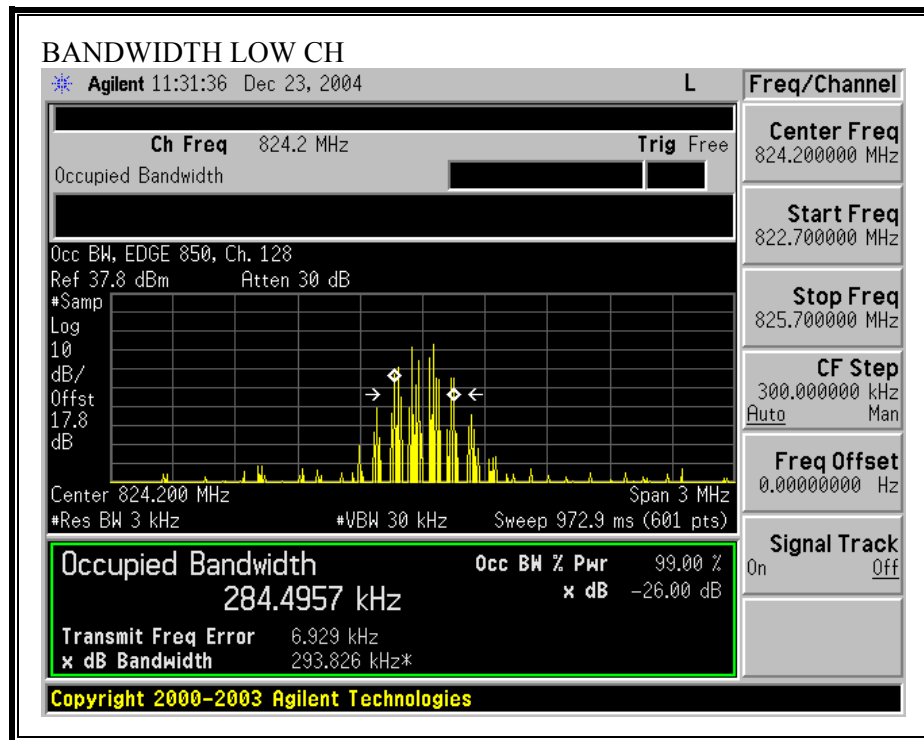 BANDWIDTH LOW CH
Agilent 11:31:36 Dec 23, 2004 L Freq/Channel
Ch Freq 824.2 MHz Trig Free
Occupied Bandwidth
Center Freq
824.200000 MHz
Start Freq
822.700000 MHz
Occ BW, EDGE 850, Ch. 128
Ref 37.8 dBm Atten 30 dB
#Samp
Log
10
dB/
Offst
17.8
dB
Stop Freq
825.700000 MHz
CF Step
300.000000 kHz
Auto Man
Freq Offset
0.00000000 Hz
Center 824.200 MHz Span 3 MHz
#Res BW 3 kHz #VBW 30 kHz Sweep 972.9 ms (601 pts)
Signal Track
On Off
Occupied Bandwidth Occ BW % Pwr 99.00 %
284.4957 kHz x dB -26.00 dB
Transmit Freq Error 6.929 kHz
x dB Bandwidth 293.826 kHz*
Copyright 2000-2003 Agilent Technologies